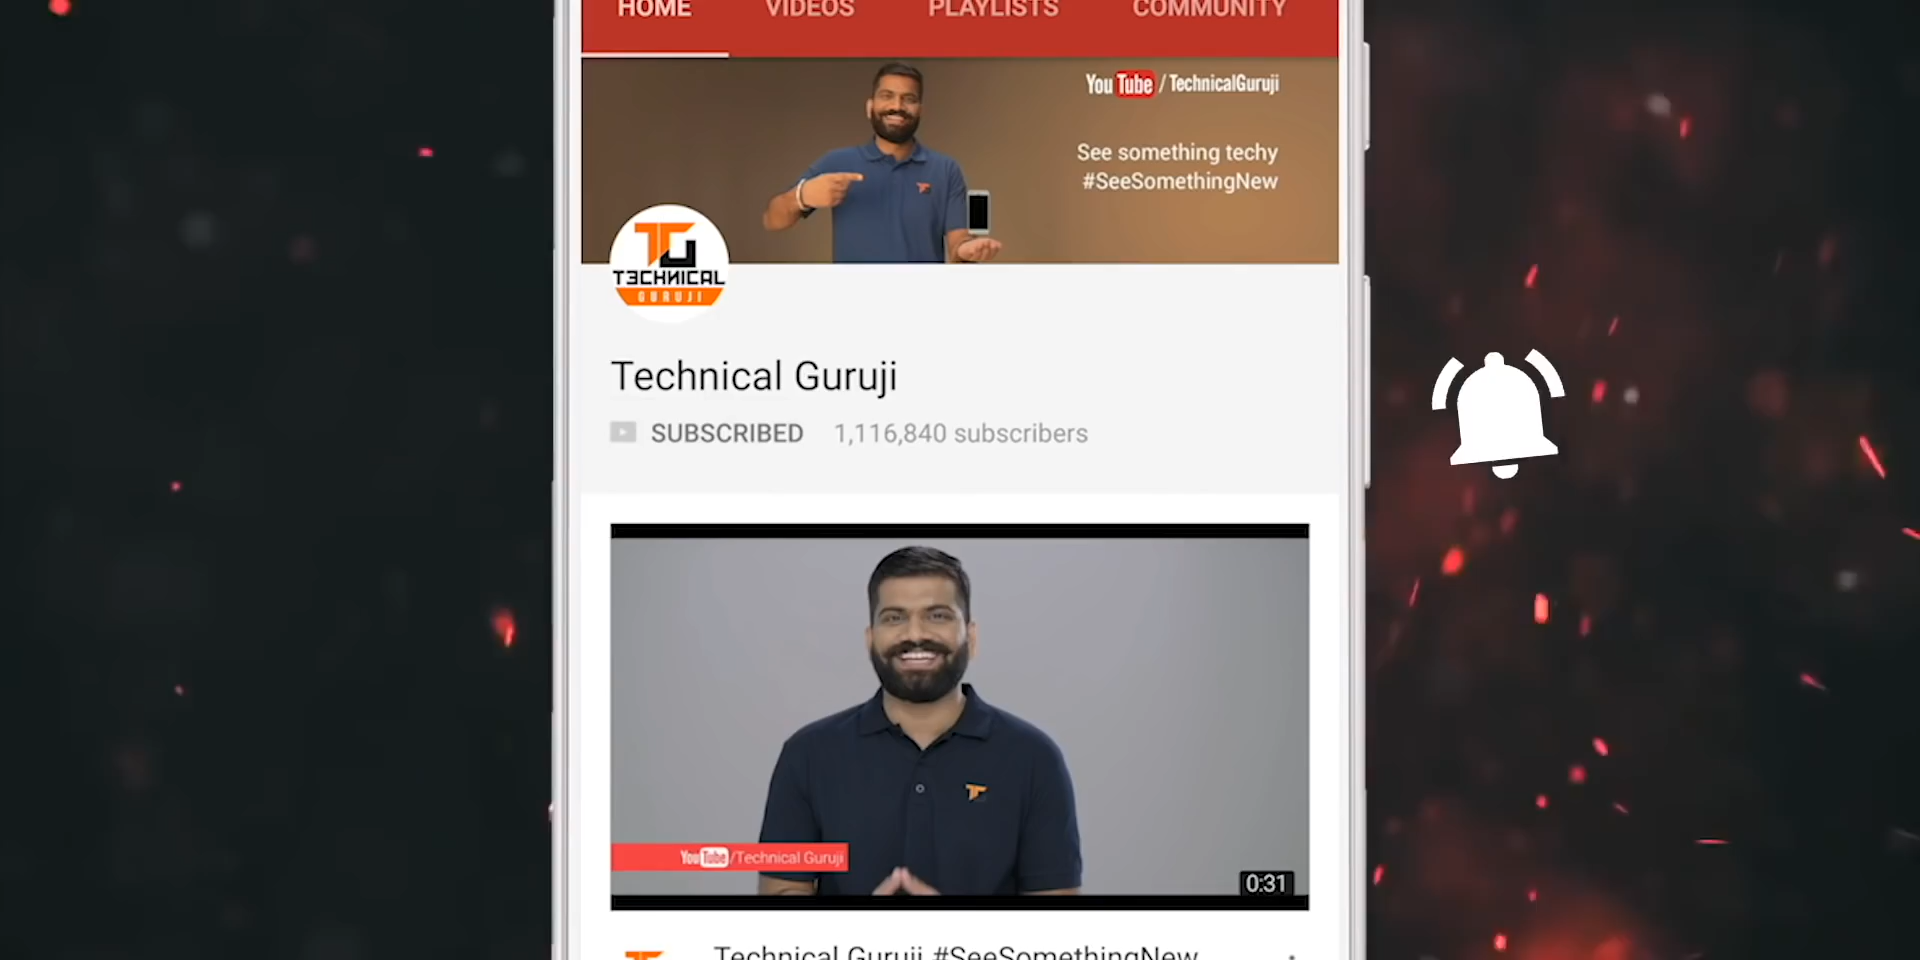 HOME VIDEOS PLAYLISTS COMMUNITY
YouTube / TechnicalGuruji
See something techy
#SeeSomethingNew
TG
TECHNICAL
GURUJI
Technical Guruji
SUBSCRIBED 1,116,840 subscribers
YouTube/Technical Guruji
0:31
Technical Guruji #SeeSomethingNew